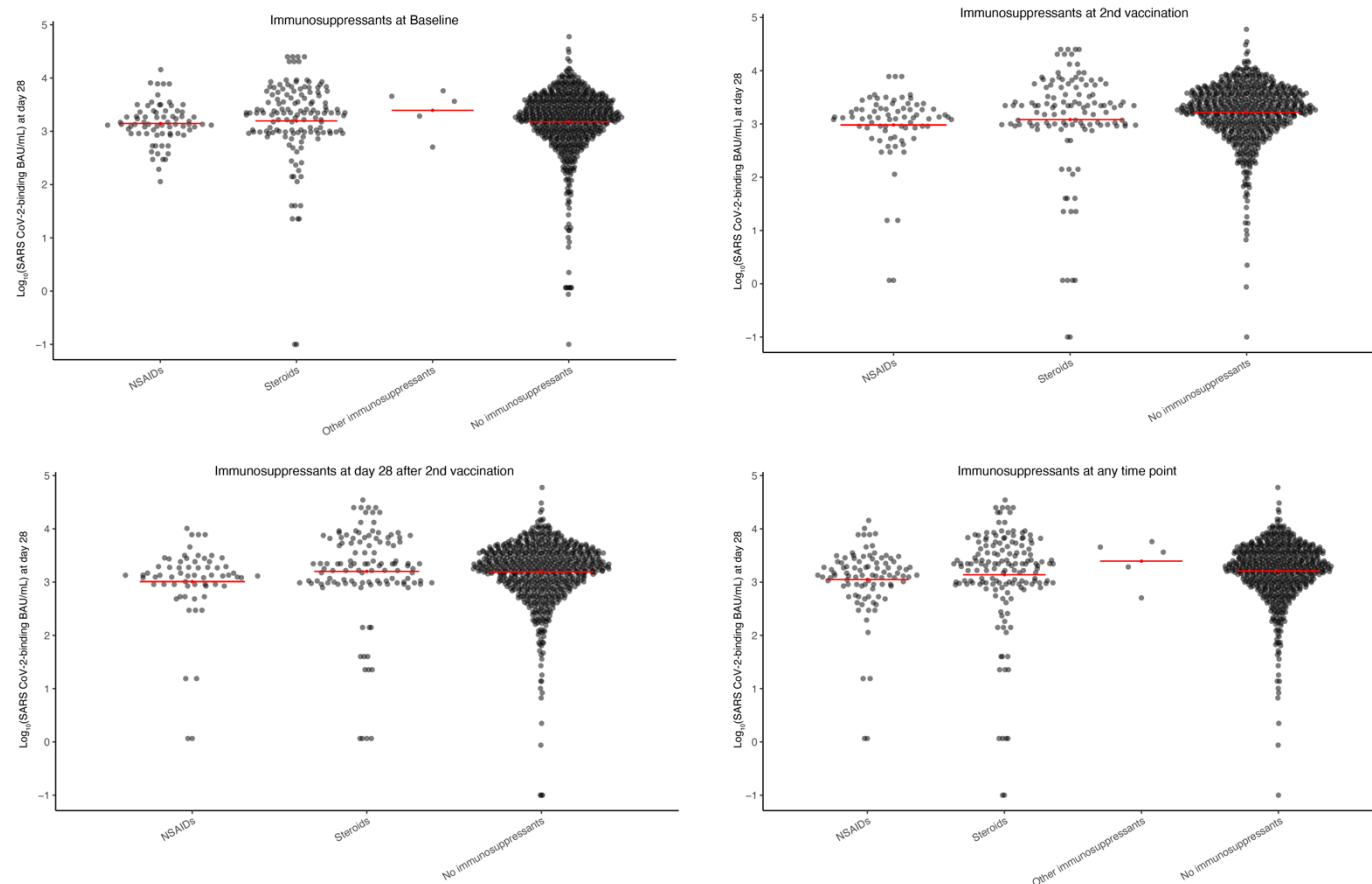 Immunosuppressants at Baseline
Log10(SARS CoV-2-binding BAU/mL) at day 28
5
4
3
2
1
0
−1
NSAIDs
Steroids
Other immunosuppressants
No immunosuppressants
Immunosuppressants at 2nd vaccination
Log10(SARS CoV-2-binding BAU/mL) at day 28
5
4
3
2
1
0
−1
NSAIDs
Steroids
No immunosuppressants
Immunosuppressants at day 28 after 2nd vaccination
Log10(SARS CoV-2-binding BAU/mL) at day 28
5
4
3
2
1
0
−1
NSAIDs
Steroids
No immunosuppressants
Immunosuppressants at any time point
Log10(SARS CoV-2-binding BAU/mL) at day 28
5
4
3
2
1
0
−1
NSAIDs
Steroids
Other immunosuppressants
No immunosuppressants